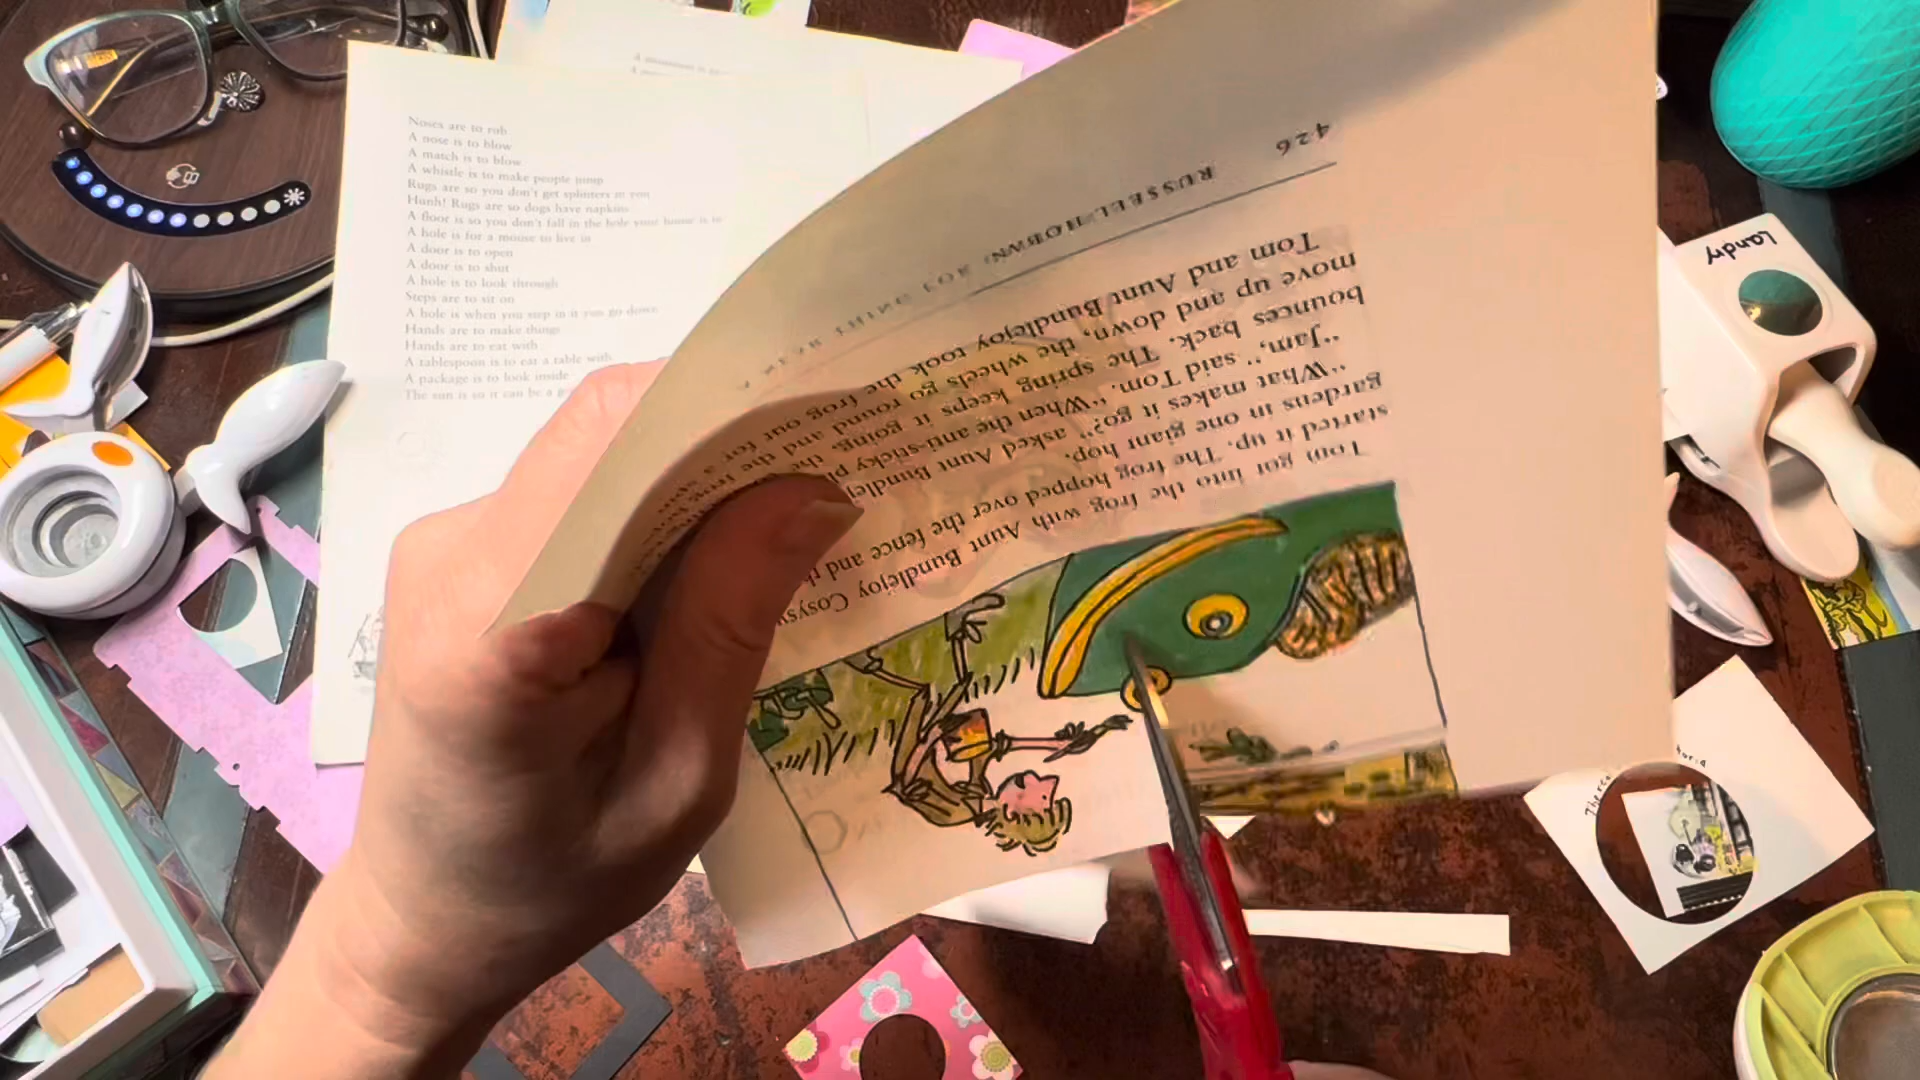 Noses are to rub
A nose is to blow
A match is to blow
A whistle is to make people jump
Rugs are so you don't get splinters in you
Hunh! Rugs are so dogs have napkins
A floor is so you don't fall in the hole your house is in
A hole is for a mouse to live in
A door is to open
A door is to shut
A hole is to look through
Steps are to sit on
A hole is when you step in it you go down
Hands are to make things
Hands are to eat with
A tablespoon is to eat a table with
A package is to look inside
The sun is so it can be a
426
RUSSELL HOBAN
Tom and Aunt Bundlejoy took the frog out for a
move up and down, the wheels go round and the frog
bounces back. The spring keeps it going, the
"Jam," said Tom. "When the anti-sticky
"What makes it go?" asked Aunt Bundlejoy
gardens in one giant hop.
started it up. The frog hopped over the fence and
Tom got into the frog with Aunt Bundlejoy Cosysweet
Landry